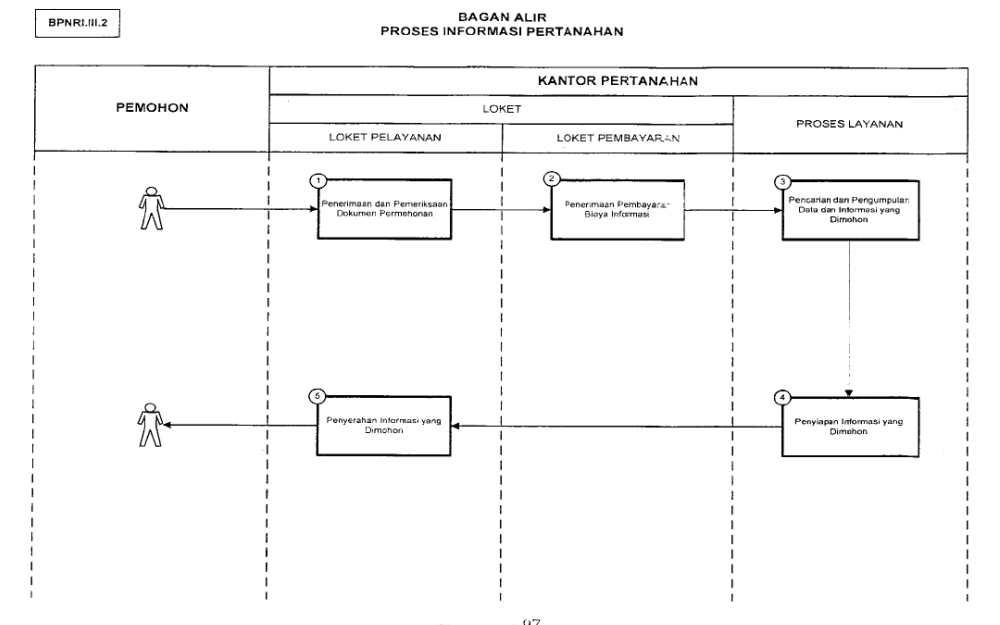 BPNRI.III.2
BAGAN ALIR
PROSES INFORMASI PERTANAHAN
PEMOHON
KANTOR PERTANAHAN
LOKET
PROSES LAYANAN
LOKET PELAYANAN
LOKET PEMBAYARAN
1
Penerimaan dan Pemeriksaan
Dokumen Permohonan
2
Penerimaan Pembayaran
Biaya Informasi
3
Pencarian dan Pengumpulan
Data dan Informasi yang
Dimohon
5
Penyerahan Informasi yang
Dimohon
4
Penyiapan Informasi yang
Dimohon
97